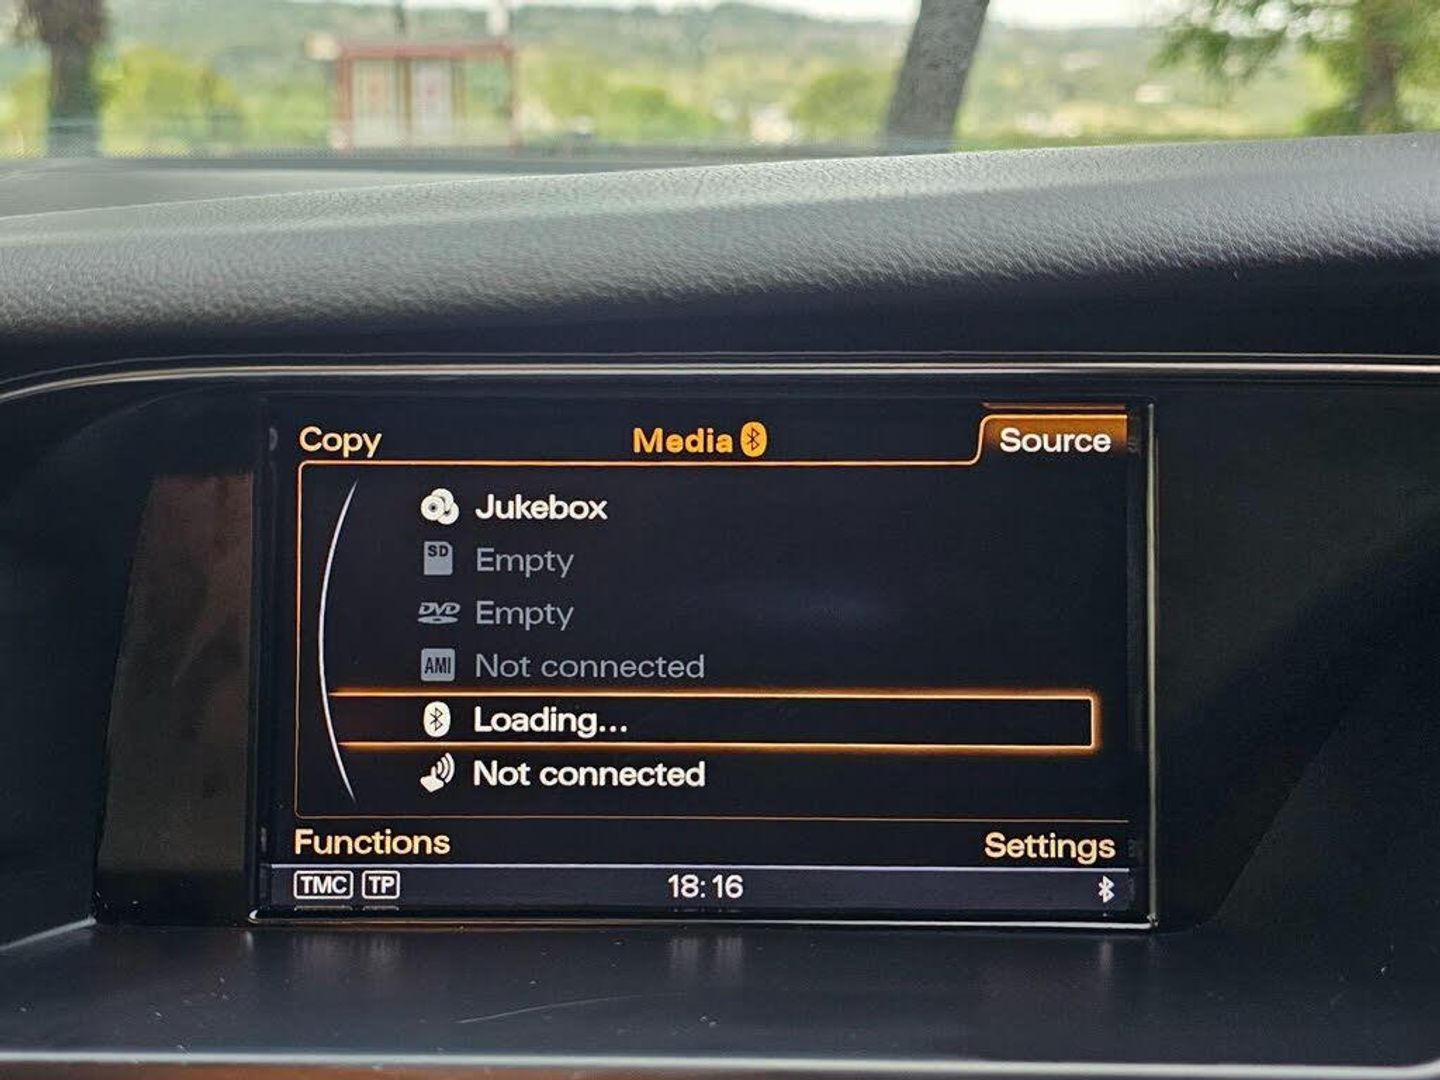 Copy Media Source
Jukebox
SD Empty
DVD Empty
AMI Not connected
Loading...
Not connected
Functions Settings
TMC TP 18:16